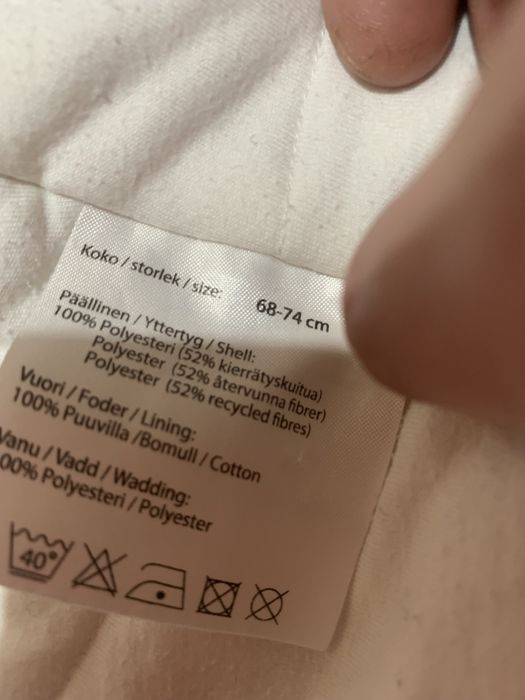 Koko / storlek / size: 68-74 cm
Päällinen / Yttertyg / Shell:
100% Polyesteri (52% kierrätyskuitua)
Polyester (52% återvunna fibrer)
Polyester (52% recycled fibres)
Vuori / Foder / Lining:
100% Puuvilla /Bomull / Cotton
Vanu / Vadd / Wadding:
00% Polyesteri / Polyester
40°